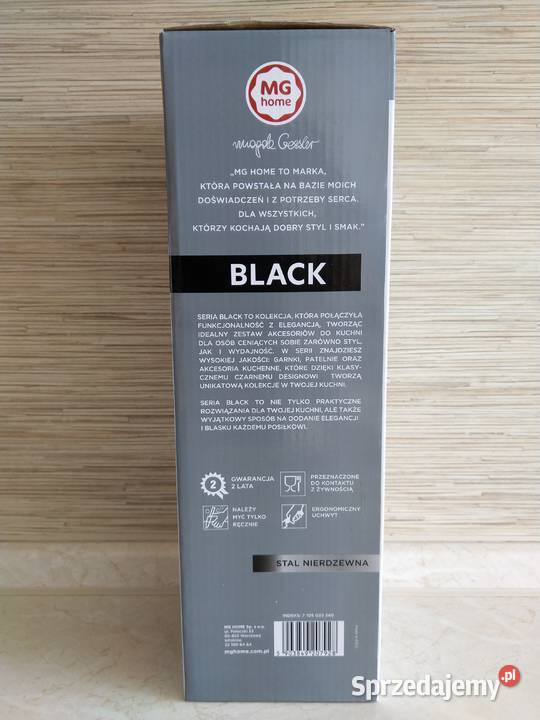 MG
home
Magda Gessler
„MG HOME TO MARKA,
KTÓRA POWSTAŁA NA BAZIE MOICH
DOŚWIADCZEŃ I Z POTRZEBY SERCA.
DLA WSZYSTKICH,
KTÓRZY KOCHAJĄ DOBRY STYL I SMAK."
BLACK
SERIA BLACK TO KOLEKCJA, KTÓRA POŁĄCZYŁA
FUNKCJONALNOŚĆ Z ELEGANCJĄ, TWORZĄC
IDEALNY ZESTAW AKCESORIÓW DO KUCHNI
DLA OSÓB CENIĄCYCH SOBIE ZARÓWNO STYL,
JAK I WYDAJNOŚĆ. W SERII ZNAJDZIESZ
WYSOKIEJ JAKOŚCI: GARNKI, PATELNIE ORAZ
AKCESORIA KUCHENNE, KTÓRE DZIĘKI KLASY-
CZNEMU CZARNEMU DESIGNOWI TWORZĄ
UNIKATOWĄ KOLEKCJE W TWOJEJ KUCHNI.
SERIA BLACK TO NIE TYLKO PRAKTYCZNE
ROZWIĄZANIA DLA TWOJEJ KUCHNI, ALE TAKŻE
WYJĄTKOWY SPOSÓB NA DODANIE ELEGANCJI
I BLASKU KAŻDEMU POSIŁKOWI.
2
GWARANCJA
2 LATA
PRZEZNACZONE
DO KONTAKTU
Z ŻYWNOŚCIĄ
NALEŻY
MYĆ TYLKO
RĘCZNIE
ERGONOMICZNY
UCHWYT
STAL NIERDZEWNA
MG HOME Sp. z o.o.
mghome.com.pl
Sprzedajemy.pl